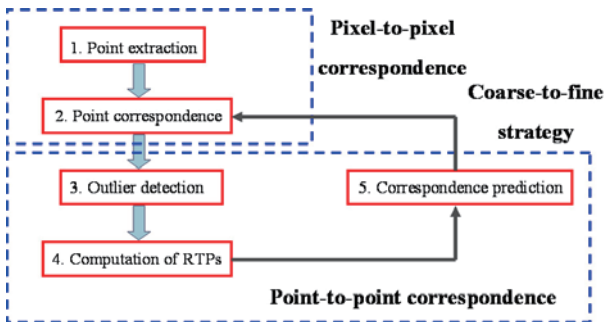 1. Point extraction
Pixel-to-pixel
correspondence
2. Point correspondence
Coarse-to-fine
strategy
3. Outlier detection
5. Correspondence prediction
4. Computation of RTPs
Point-to-point correspondence